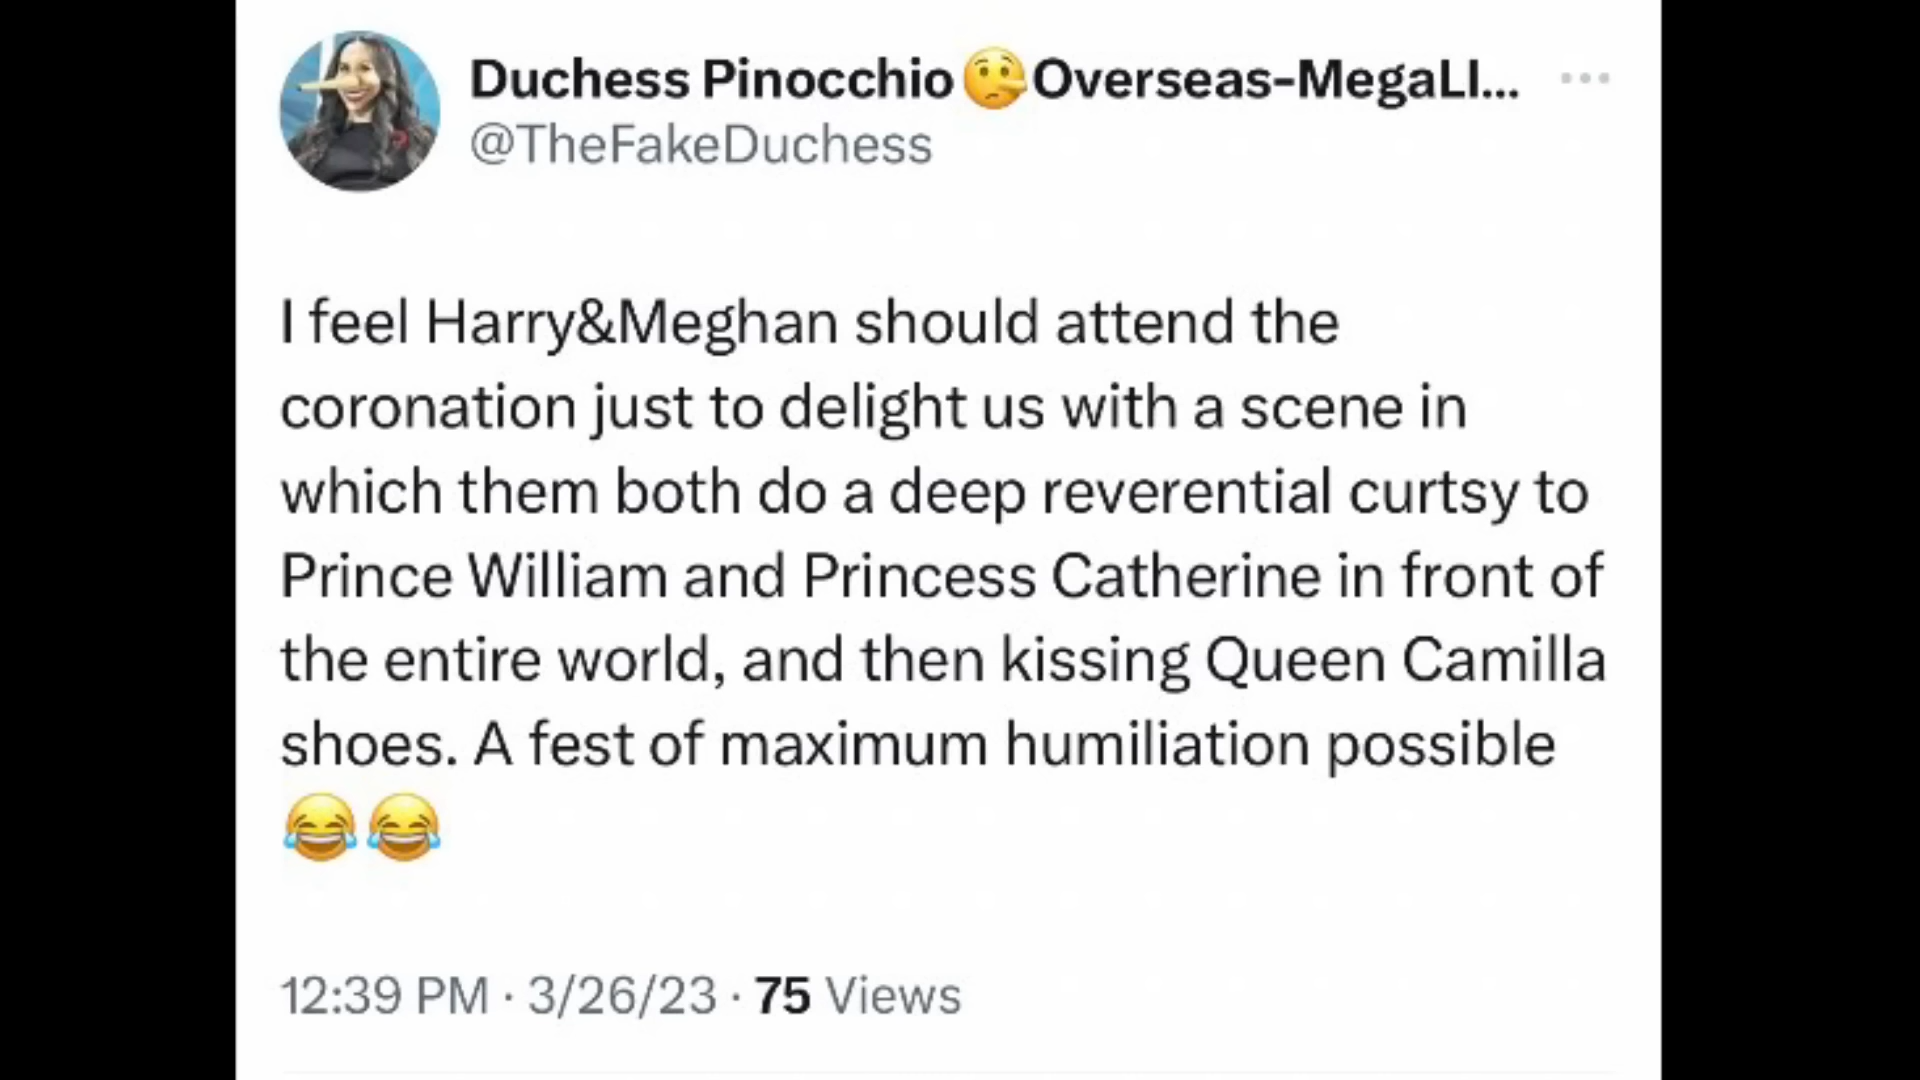 Duchess Pinocchio🤥Overseas-MegaLI...
@TheFakeDuchess
I feel Harry&Meghan should attend the
coronation just to delight us with a scene in
which them both do a deep reverential curtsy to
Prince William and Princess Catherine in front of
the entire world, and then kissing Queen Camilla
shoes. A fest of maximum humiliation possible
😂😂
12:39 PM · 3/26/23 · 75 Views